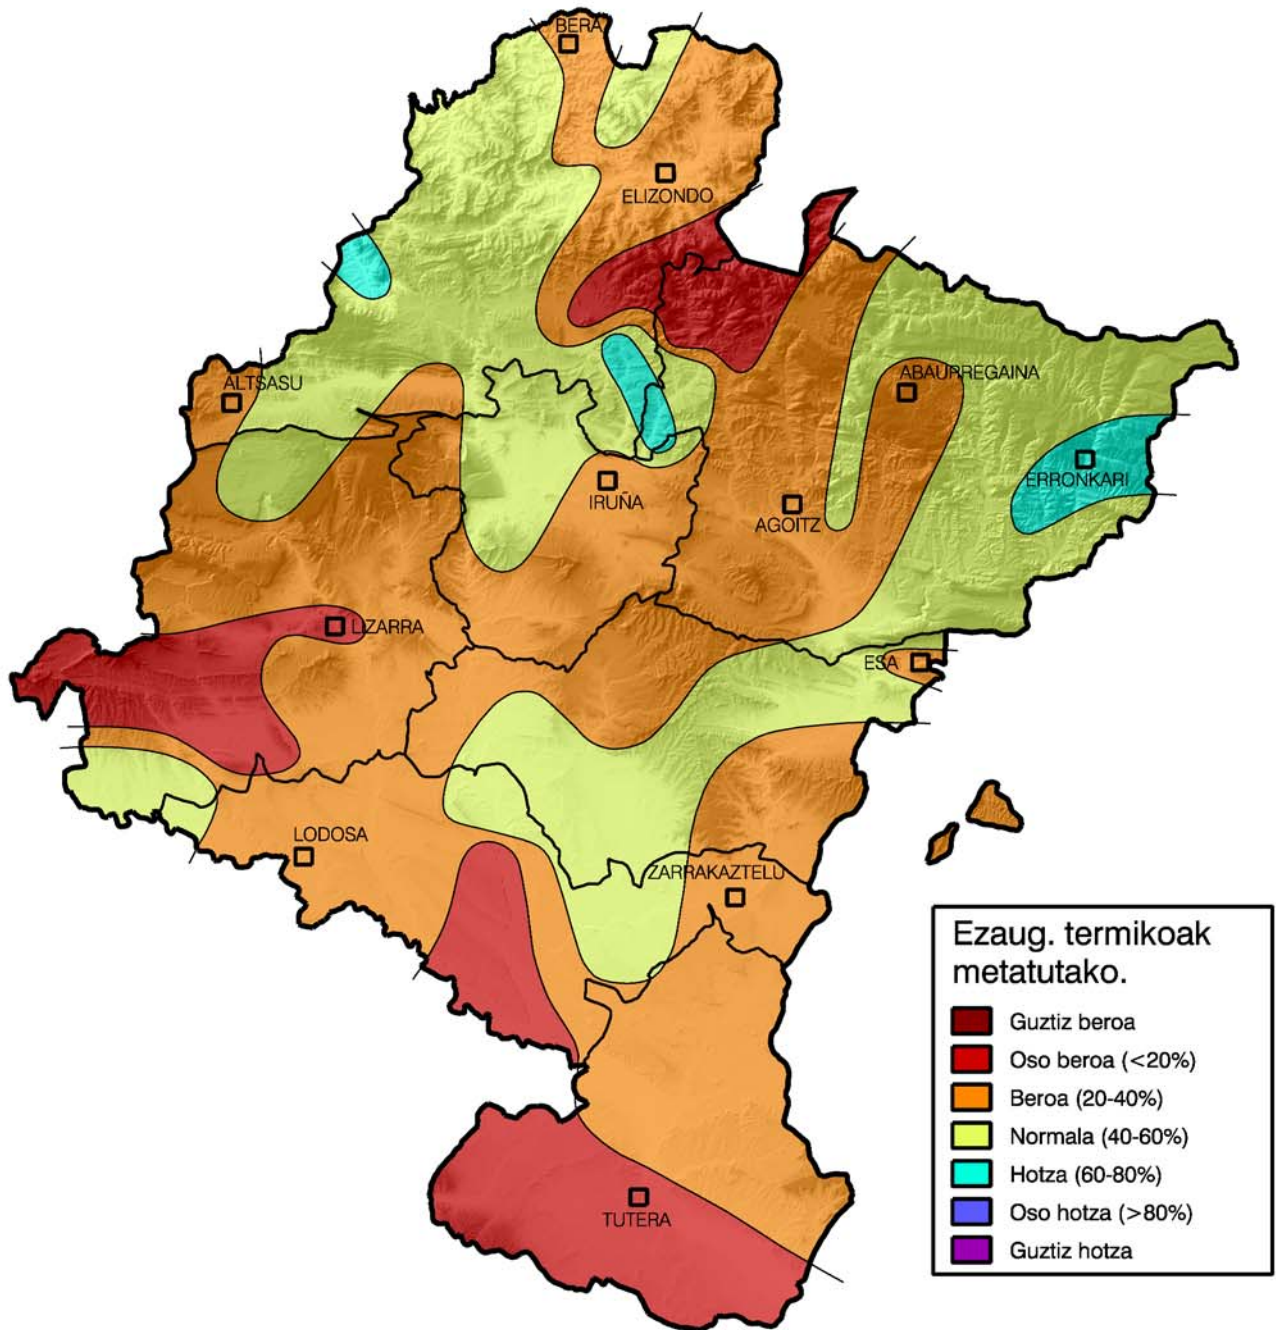 BERA
ELIZONDO
ALTSASU
ABAURREGAINA
ERRONKARI
IRUÑA
AGOITZ
LIZARRA
ESA
LODOSA
ZARRAKAZTELU
TUTERA
Ezaug. termikoak
metatutako.
Guztiz beroa
Oso beroa (<20%)
Beroa (20-40%)
Normala (40-60%)
Hotza (60-80%)
Oso hotza (>80%)
Guztiz hotza